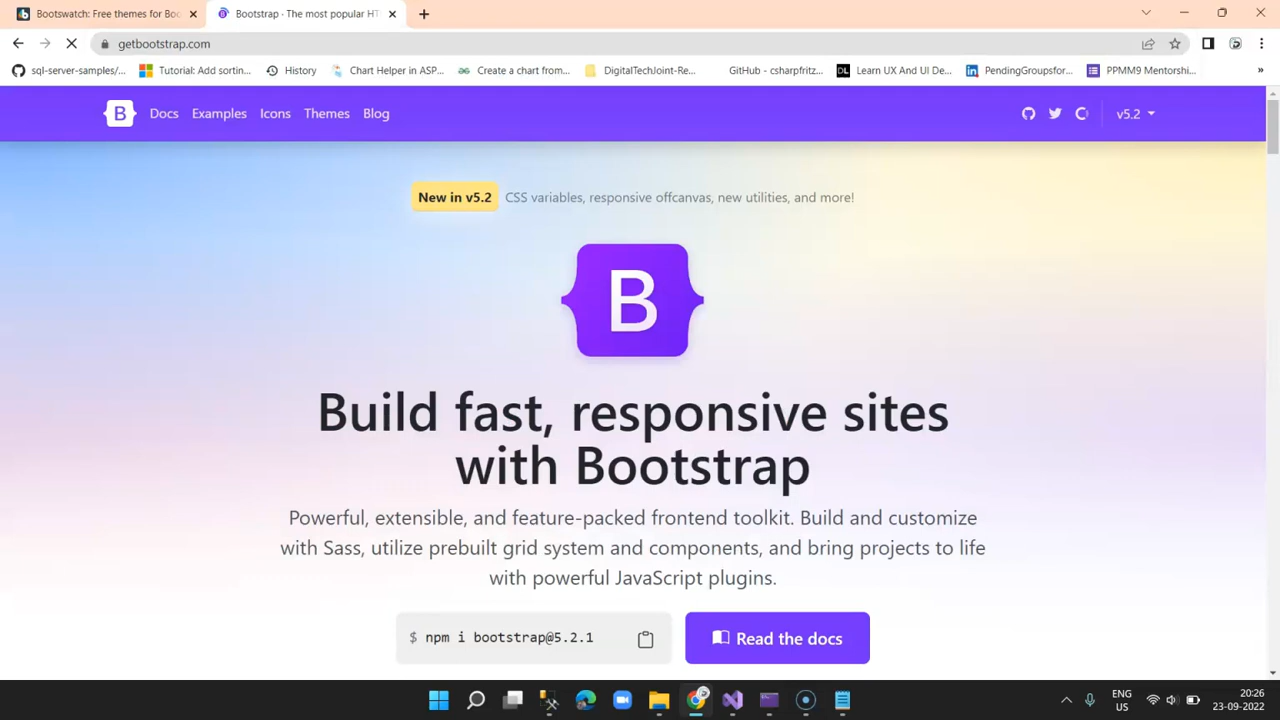 Bootswatch: Free themes for Boo
Bootstrap · The most popular HT
getbootstrap.com
sql-server-samples/...
Tutorial: Add sortin...
History
Chart Helper in ASP...
Create a chart from...
DigitalTechJoint-Re...
GitHub - csharpfritz...
DL Learn UX And UI De...
PendingGroupsfor...
PPMM9 Mentorshi...
»
B Docs Examples Icons Themes Blog
v5.2
New in v5.2 CSS variables, responsive offcanvas, new utilities, and more!
B
Build fast, responsive sites
with Bootstrap
Powerful, extensible, and feature-packed frontend toolkit. Build and customize
with Sass, utilize prebuilt grid system and components, and bring projects to life
with powerful JavaScript plugins.
$ npm i bootstrap@5.2.1
Read the docs
ENG
US
20:26
23-09-2022